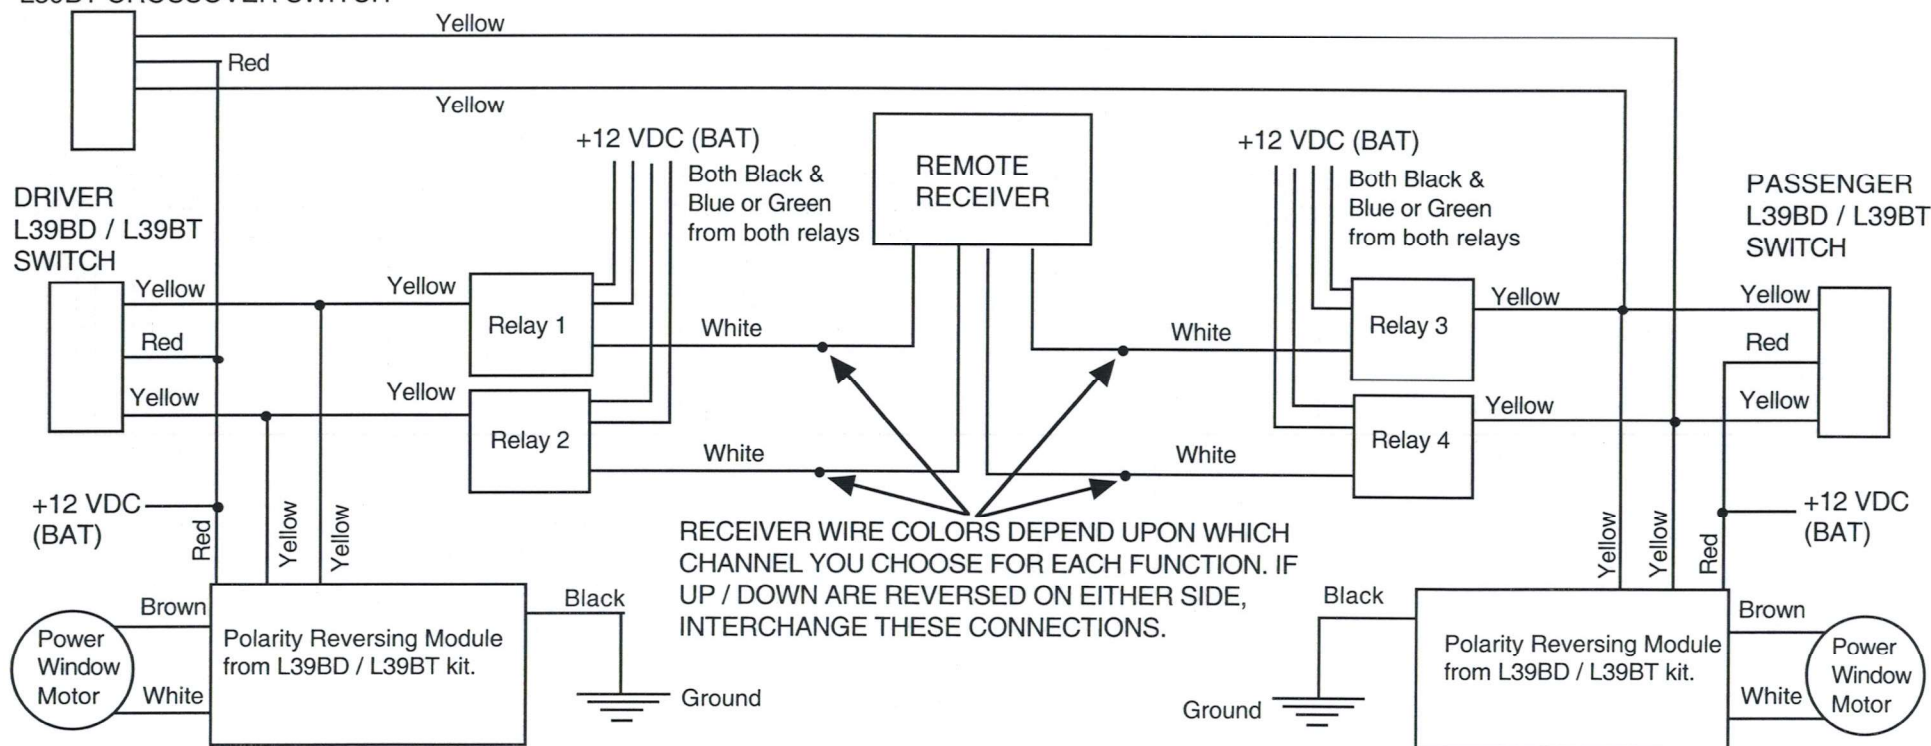 L39BT CROSSOVER SWITCH
Yellow
Red
Yellow
+12 VDC (BAT)
Both Black &
Blue or Green
from both relays
REMOTE
RECEIVER
+12 VDC (BAT)
Both Black &
Blue or Green
from both relays
DRIVER
L39BD / L39BT
SWITCH
PASSENGER
L39BD / L39BT
SWITCH
Yellow
Yellow
Relay 1
White
White
Relay 3
Yellow
Yellow
Red
Red
Yellow
Yellow
Relay 2
White
White
Relay 4
Yellow
Yellow
+12 VDC
(BAT)
Red
Yellow
Yellow
RECEIVER WIRE COLORS DEPEND UPON WHICH
CHANNEL YOU CHOOSE FOR EACH FUNCTION. IF
UP / DOWN ARE REVERSED ON EITHER SIDE,
INTERCHANGE THESE CONNECTIONS.
Yellow
Yellow
Red
+12 VDC
(BAT)
Power
Window
Motor
Brown
White
Polarity Reversing Module
from L39BD / L39BT kit.
Black
Ground
Black
Ground
Polarity Reversing Module
from L39BD / L39BT kit.
Brown
White
Power
Window
Motor